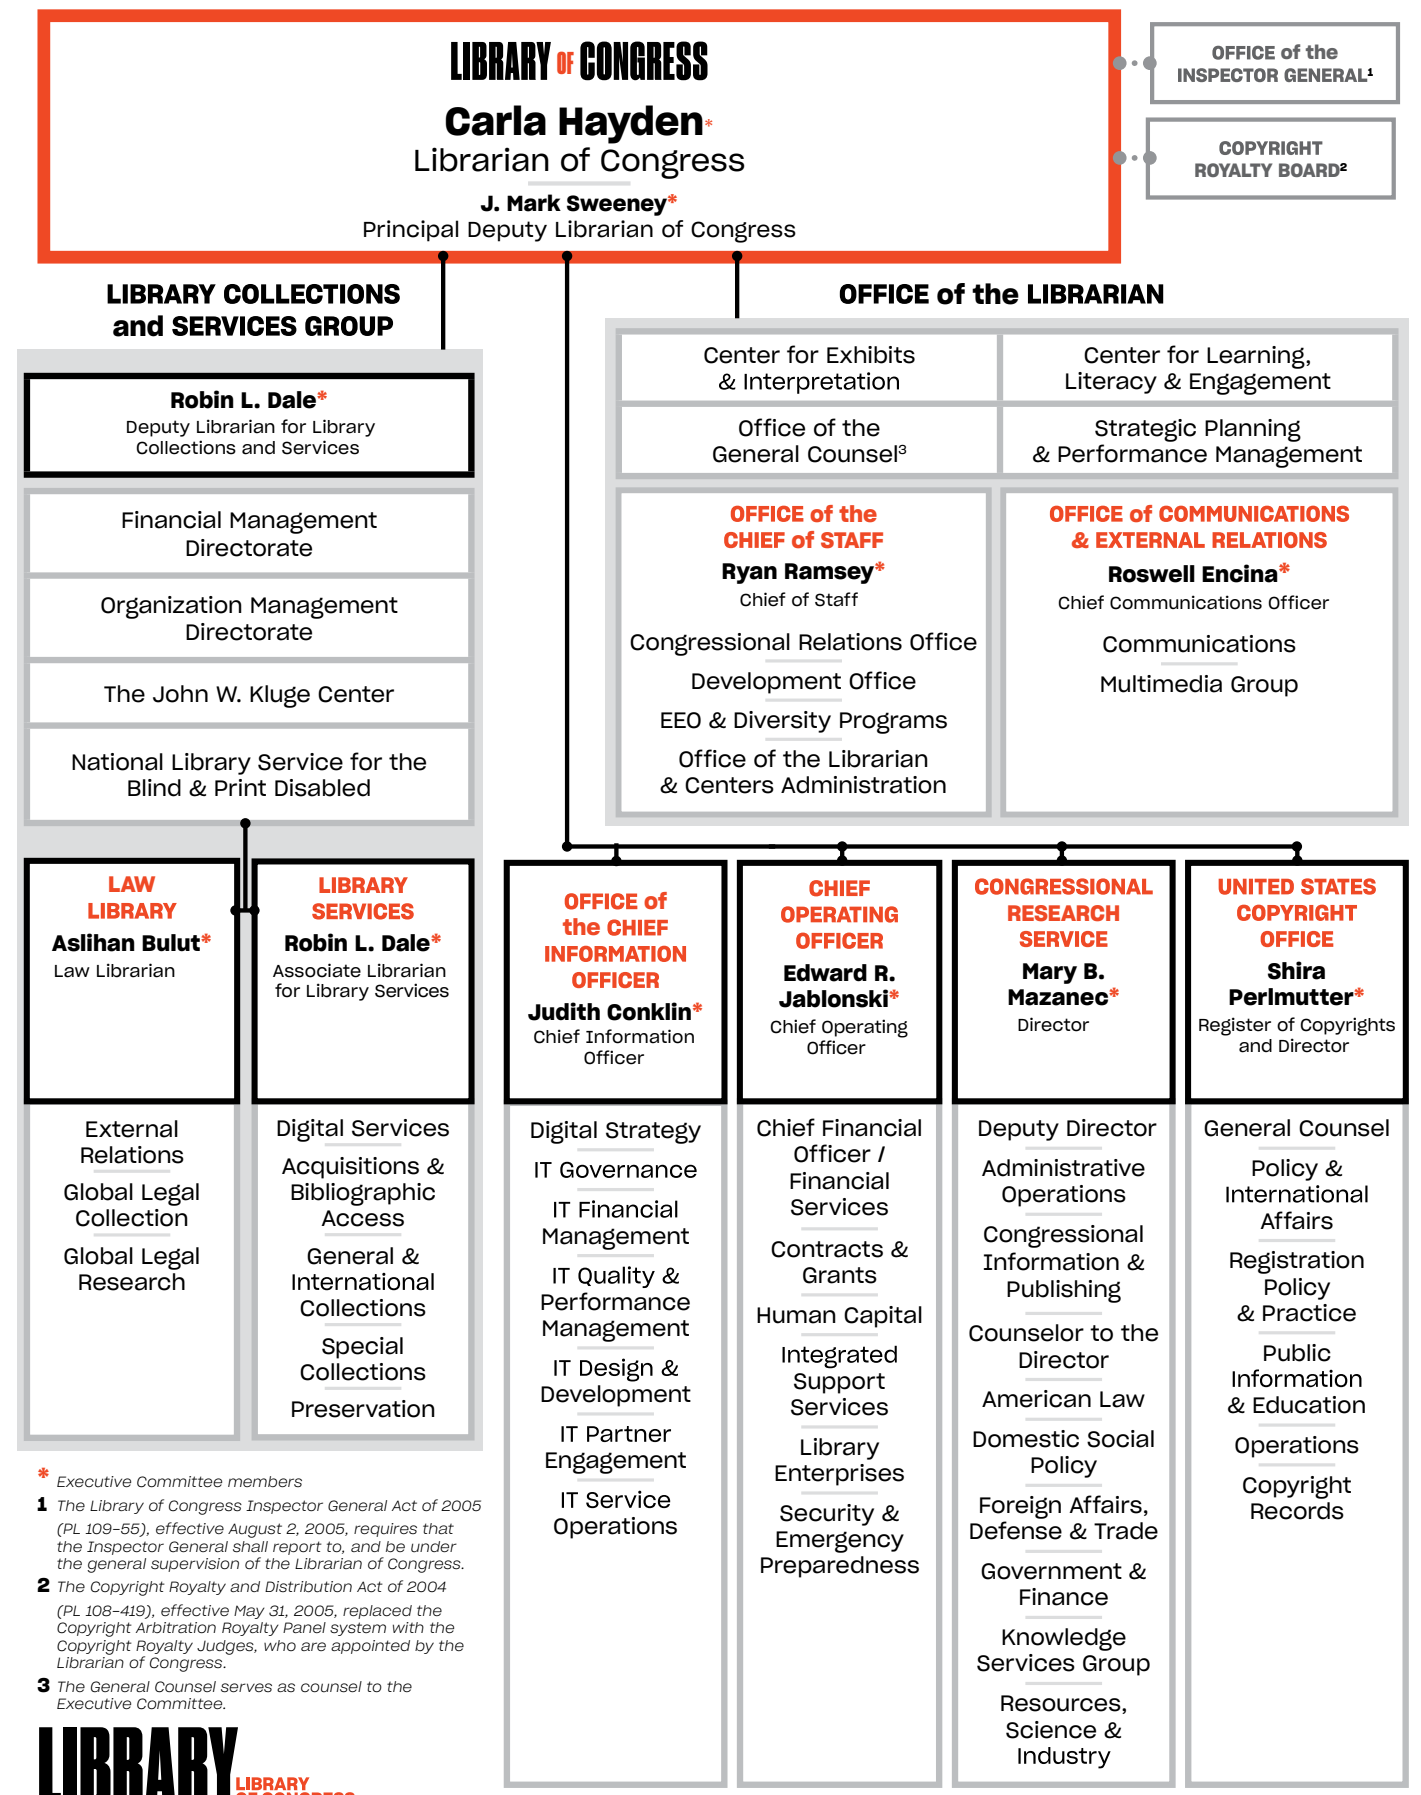 LIBRARY OF CONGRESS
Carla Hayden*
Librarian of Congress
J. Mark Sweeney*
Principal Deputy Librarian of Congress
OFFICE of the
INSPECTOR GENERAL¹
COPYRIGHT
ROYALTY BOARD²
LIBRARY COLLECTIONS
and SERVICES GROUP
Robin L. Dale*
Deputy Librarian for Library
Collections and Services
Financial Management
Directorate
Organization Management
Directorate
The John W. Kluge Center
National Library Service for the
Blind & Print Disabled
LAW
LIBRARY
Aslihan Bulut*
Law Librarian
External
Relations
Global Legal
Collection
Global Legal
Research
LIBRARY
SERVICES
Robin L. Dale*
Associate Librarian
for Library Services
Digital Services
Acquisitions &
Bibliographic
Access
General &
International
Collections
Special
Collections
Preservation
OFFICE of the LIBRARIAN
Center for Exhibits
& Interpretation
Center for Learning,
Literacy & Engagement
Office of the
General Counsel³
Strategic Planning
& Performance Management
OFFICE of the
CHIEF of STAFF
Ryan Ramsey*
Chief of Staff
Congressional Relations Office
Development Office
EEO & Diversity Programs
Office of the Librarian
& Centers Administration
OFFICE of COMMUNICATIONS
& EXTERNAL RELATIONS
Roswell Encina*
Chief Communications Officer
Communications
Multimedia Group
OFFICE of
the CHIEF
INFORMATION
OFFICER
Judith Conklin*
Chief Information
Officer
Digital Strategy
IT Governance
IT Financial
Management
IT Quality &
Performance
Management
IT Design &
Development
IT Partner
Engagement
IT Service
Operations
CHIEF
OPERATING
OFFICER
Edward R.
Jablonski*
Chief Operating
Officer
Chief Financial
Officer /
Financial
Services
Contracts &
Grants
Human Capital
Integrated
Support
Services
Library
Enterprises
Security &
Emergency
Preparedness
CONGRESSIONAL
RESEARCH
SERVICE
Mary B.
Mazanec*
Director
Deputy Director
Administrative
Operations
Congressional
Information &
Publishing
Counselor to the
Director
American Law
Domestic Social
Policy
Foreign Affairs,
Defense & Trade
Government &
Finance
Knowledge
Services Group
Resources,
Science &
Industry
UNITED STATES
COPYRIGHT
OFFICE
Shira
Perlmutter*
Register of Copyrights
and Director
General Counsel
Policy &
International
Affairs
Registration
Policy
& Practice
Public
Information
& Education
Operations
Copyright
Records
* Executive Committee members
1 The Library of Congress Inspector General Act of 2005
(PL 109–55), effective August 2, 2005, requires that
the Inspector General shall report to, and be under
the general supervision of the Librarian of Congress.
2 The Copyright Royalty and Distribution Act of 2004
(PL 108–419), effective May 31, 2005, replaced the
Copyright Arbitration Royalty Panel system with the
Copyright Royalty Judges, who are appointed by the
Librarian of Congress.
3 The General Counsel serves as counsel to the
Executive Committee.
LIBRARY
LIBRARY
OF CONGRESS